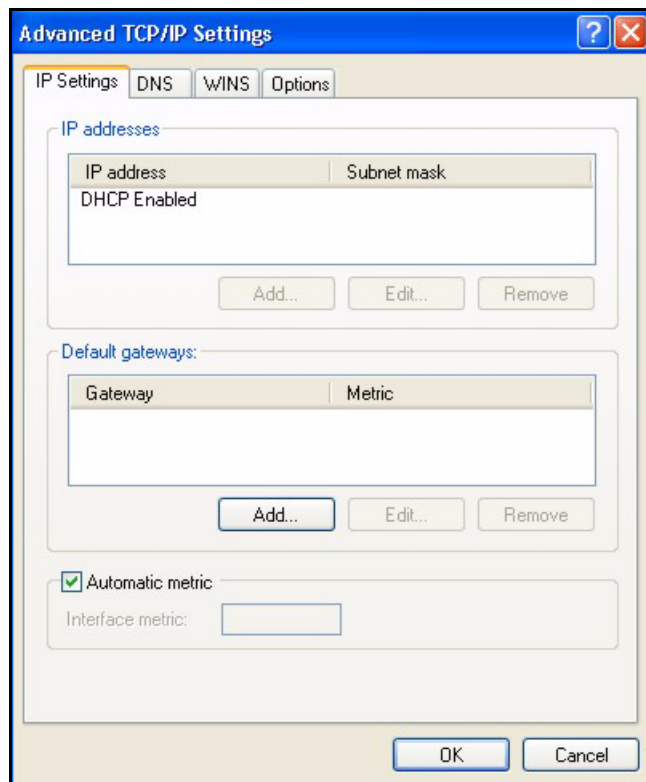 Advanced TCP/IP Settings
IP Settings DNS WINS Options
IP addresses
IP address Subnet mask
DHCP Enabled
Add... Edit... Remove
Default gateways:
Gateway Metric
Add... Edit... Remove
Automatic metric
Interface metric:
OK Cancel